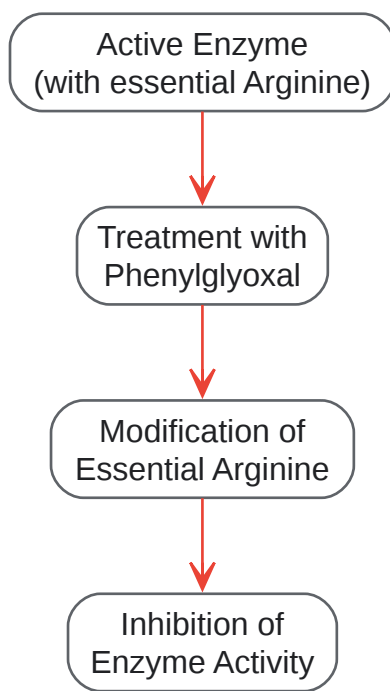 Active Enzyme
(with essential Arginine)
Treatment with
Phenylglyoxal
Modification of
Essential Arginine
Inhibition of
Enzyme Activity